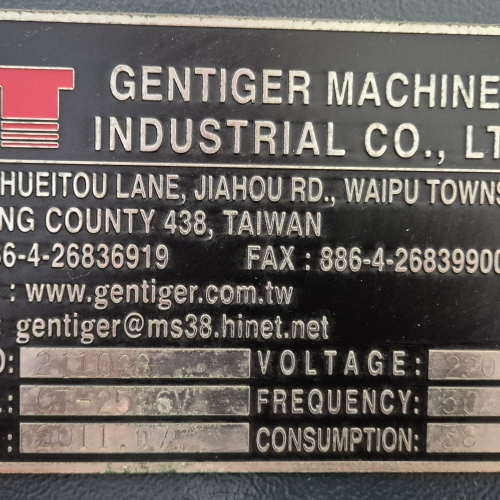 T GENTIGER MACHINE
INDUSTRIAL CO., LT
HUEITOU LANE, JIAHOU RD., WAIPU TOWNS
NG COUNTY 438, TAIWAN
6-4-26836919 FAX : 886-4-26839900
: www.gentiger.com.tw
: gentiger@ms38.hinet.net
O: VOLTAGE:
.: FREQUENCY:
: CONSUMPTION: